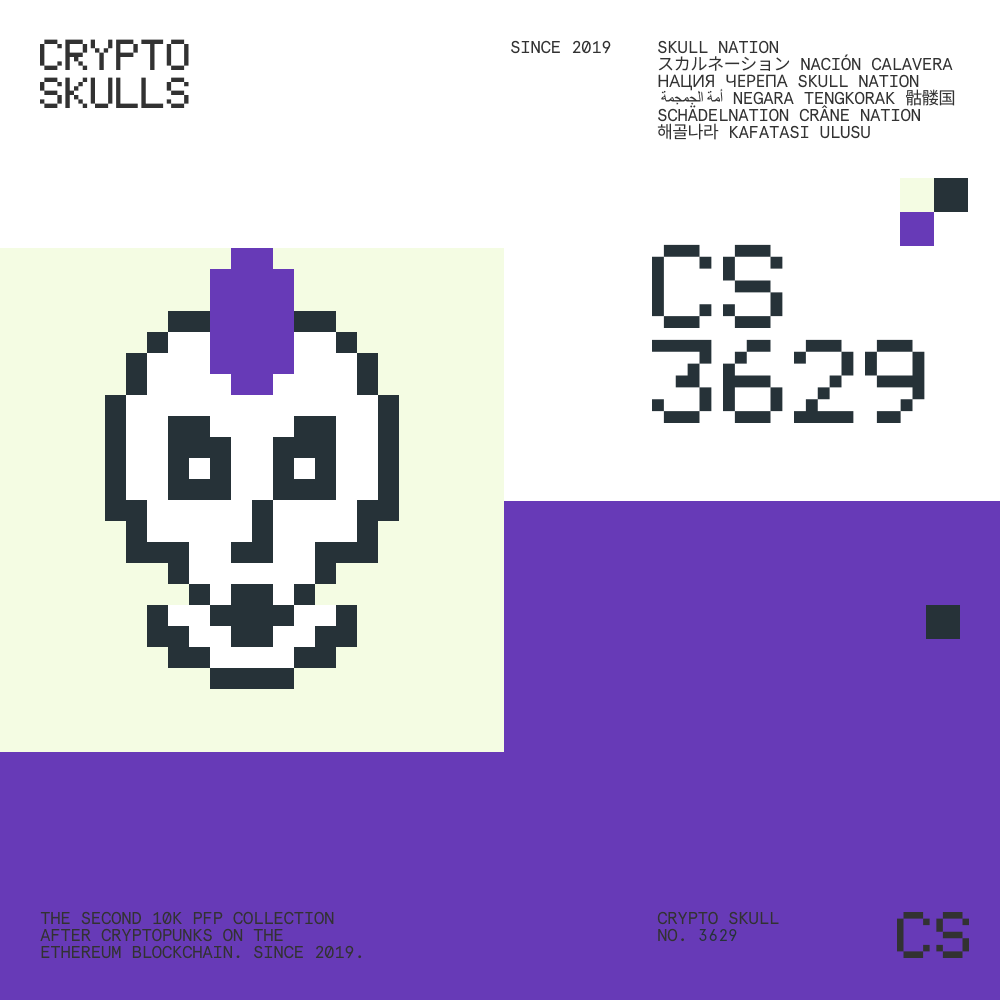 CRYPTO
SKULLS
SINCE 2019
SKULL NATION
スカルネーション NACIÓN CALAVERA
НАЦИЯ ЧЕРЕПА SKULL NATION
أمة الجمجمة NEGARA TENGKORAK 骷髅国
SCHÄDELNATION CRÂNE NATION
해골나라 KAFATASI ULUSU
CS
3629
THE SECOND 10K PFP COLLECTION
AFTER CRYPTOPUNKS ON THE
ETHEREUM BLOCKCHAIN. SINCE 2019.
CRYPTO SKULL
NO. 3629
CS